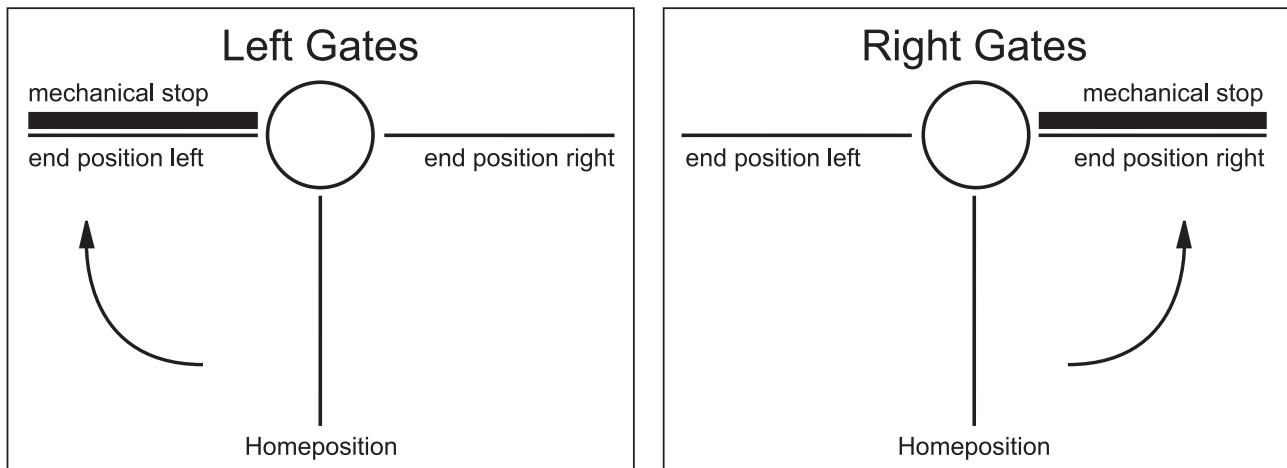 Left Gates
mechanical stop
end position left
end position right
Homeposition
Right Gates
mechanical stop
end position left
end position right
Homeposition